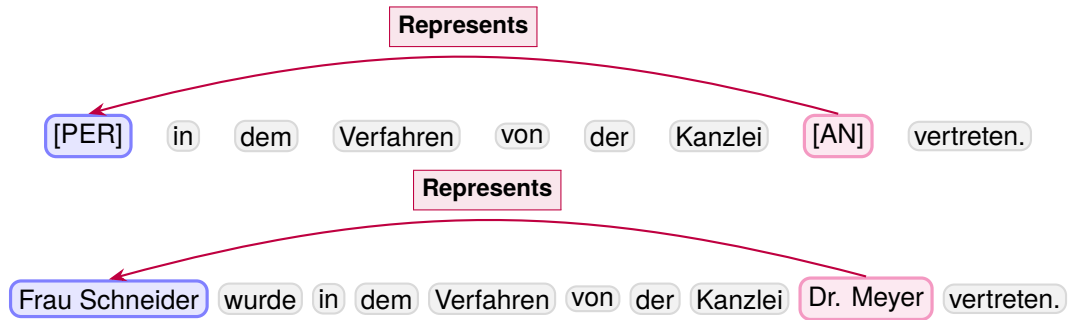 Represents
[PER] in dem Verfahren von der Kanzlei [AN] vertreten.
Represents
Frau Schneider wurde in dem Verfahren von der Kanzlei Dr. Meyer vertreten.